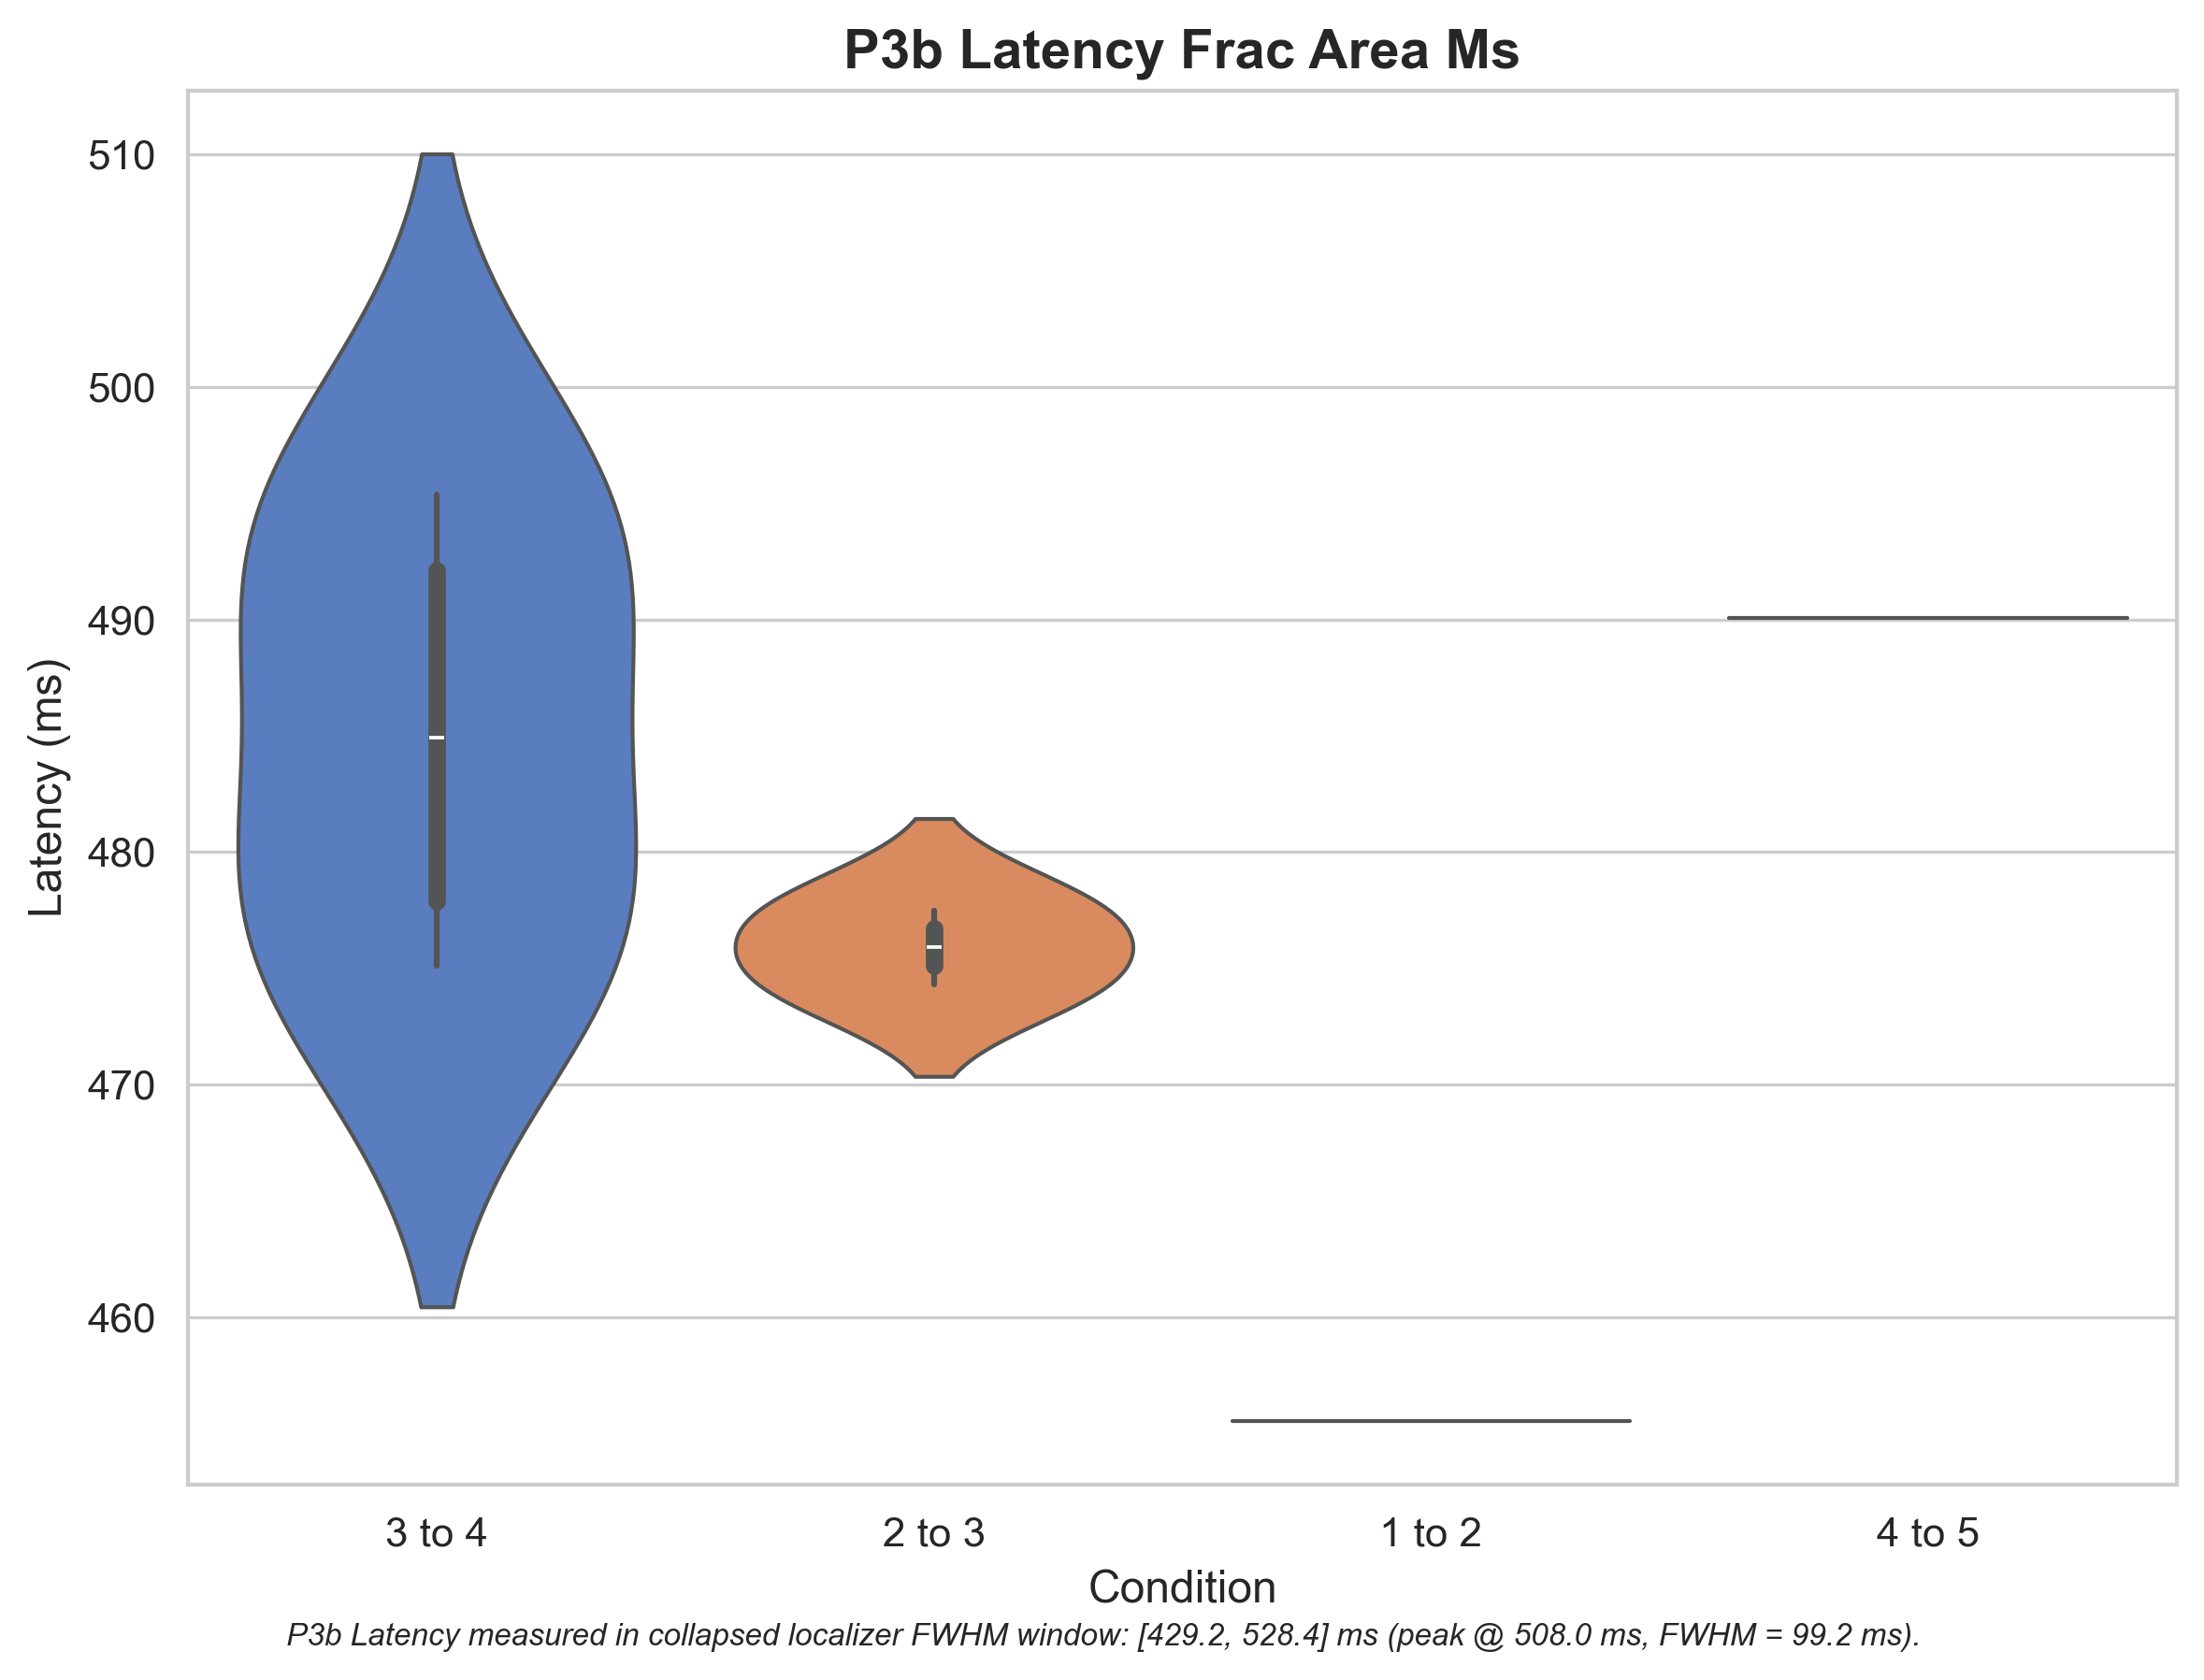 P3b Latency Frac Area Ms
Latency (ms)
510
500
490
480
470
460
3 to 4
2 to 3
1 to 2
4 to 5
Condition
P3b Latency measured in collapsed localizer FWHM window: [429.2, 528.4] ms (peak @ 508.0 ms, FWHM = 99.2 ms).